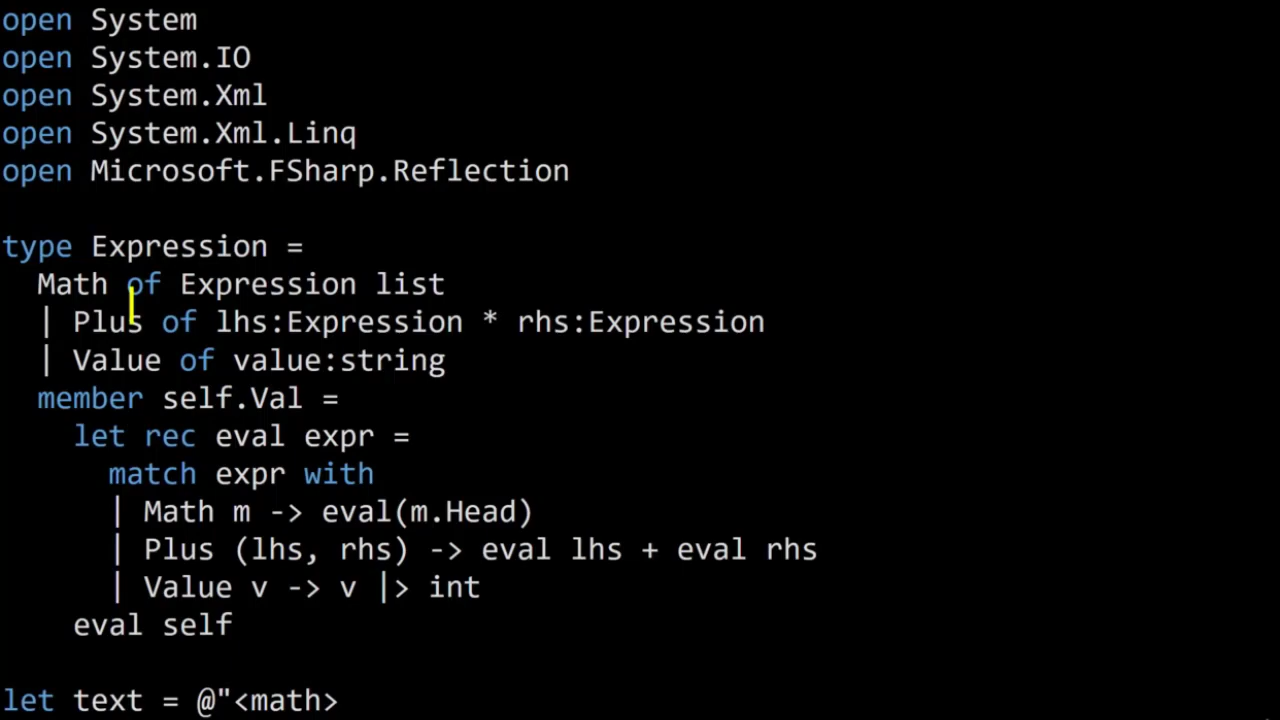 open System
open System.IO
open System.Xml
open System.Xml.Linq
open Microsoft.FSharp.Reflection

type Expression =
  Math of Expression list
  | Plus of lhs:Expression * rhs:Expression
  | Value of value:string
  member self.Val =
    let rec eval expr =
      match expr with
      | Math m -> eval(m.Head)
      | Plus (lhs, rhs) -> eval lhs + eval rhs
      | Value v -> v |> int
    eval self

let text = @"<math>